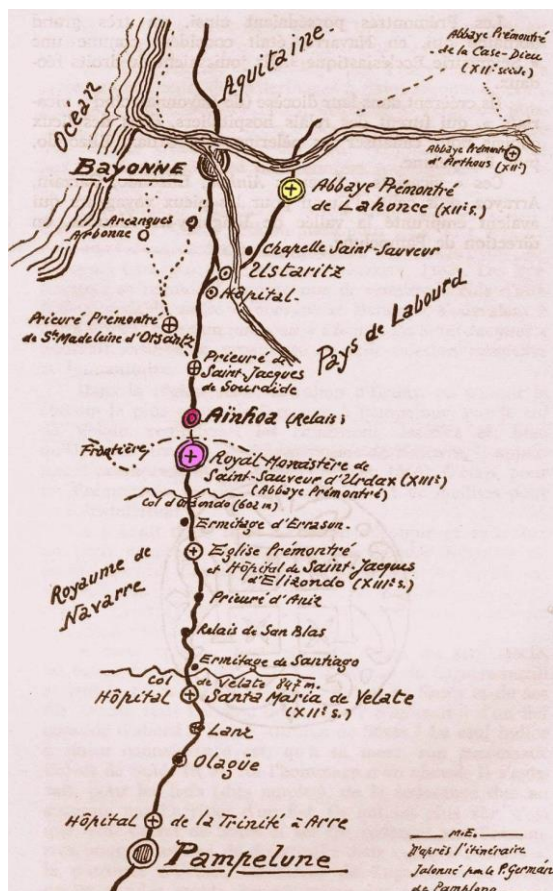 Aquitaine
Océan
Abbaye Prémontré
de la Case-Dieu
(XIIe siècle)
BAYONNE
Abbaye Prémontré
d'Arthous (XIIe)
Abbaye Prémontré
de Lahonce (XIIe s.)
Arcangues
Arbonne
Chapelle Saint-Sauveur
Ustaritz
Hôpital
Pays de Labourd
Prieuré Prémontré
de Ste Madeleine d'Otsantz
Prieuré de
Saint-Jacques
de Souraïde
Aïnhoa (Relais)
Frontière
Royal Monastère de
Saint-Sauveur d'Urdax (XIIIe)
(Abbaye Prémontré)
Col d'Otsondo (602 m)
Ermitage d'Errasun
Eglise Prémontré
et Hôpital de Saint-Jacques
d'Elizondo (XIIIe s.)
Royaume de
Navarre
Prieuré d'Aniz
Relais de San Blas
Ermitage de Santiago
Col de Velate 847 m.
Hôpital Santa Maria de Velate
(XIIe s.)
Lanz
Olagüe
Hôpital de la Trinité à Arre
Pampelune
M.E.
D'après l'itinéraire
Jalonné par le P. Germán
de Pamplona